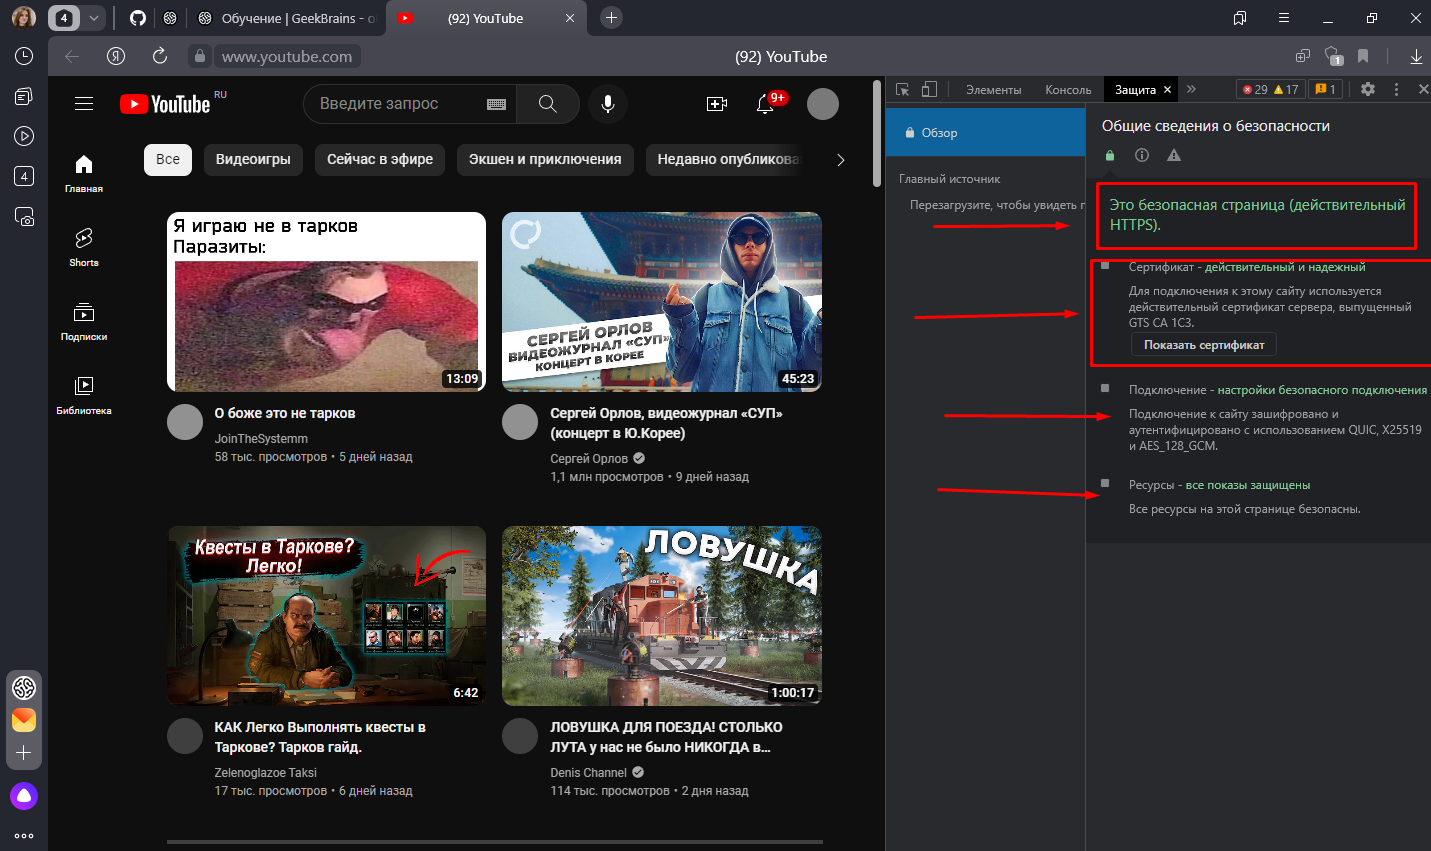 4
Обучение | GeekBrains - о
(92) YouTube
www.youtube.com
(92) YouTube
1
4
YouTube
RU
Введите запрос
9+
Элементы
Консоль
Защита
29
17
1
Главная
Shorts
Подписки
Библиотека
Все
Видеоигры
Сейчас в эфире
Экшен и приключения
Недавно опубликова
Я играю не в тарков
Паразиты:
13:09
О боже это не тарков
JoinTheSystemm
58 тыс. просмотров • 5 дней назад
СЕРГЕЙ ОРЛОВ
ВИДЕОЖУРНАЛ «СУП»
КОНЦЕРТ В КОРЕЕ
45:23
Сергей Орлов, видеожурнал «СУП»
(концерт в Ю.Корее)
Сергей Орлов
1,1 млн просмотров • 9 дней назад
Квесты в Таркове?
Легко!
6:42
КАК Легко Выполнять квесты в
Таркове? Тарков гайд.
Zelenoglazoe Taksi
17 тыс. просмотров • 6 дней назад
ЛОВУШКА
1:00:17
ЛОВУШКА ДЛЯ ПОЕЗДА! СТОЛЬКО
ЛУТА у нас не было НИКОГДА в...
Denis Channel
114 тыс. просмотров • 2 дня назад
Обзор
Главный источник
Перезагрузите, чтобы увидеть г
Общие сведения о безопасности
Это безопасная страница (действительный
HTTPS).
Сертификат - действительный и надежный
Для подключения к этому сайту используется
действительный сертификат сервера, выпущенный
GTS CA 1C3.
Показать сертификат
Подключение - настройки безопасного подключения
Подключение к сайту зашифровано и
аутентифицировано с использованием QUIC, X25519
и AES_128_GCM.
Ресурсы - все показы защищены
Все ресурсы на этой странице безопасны.